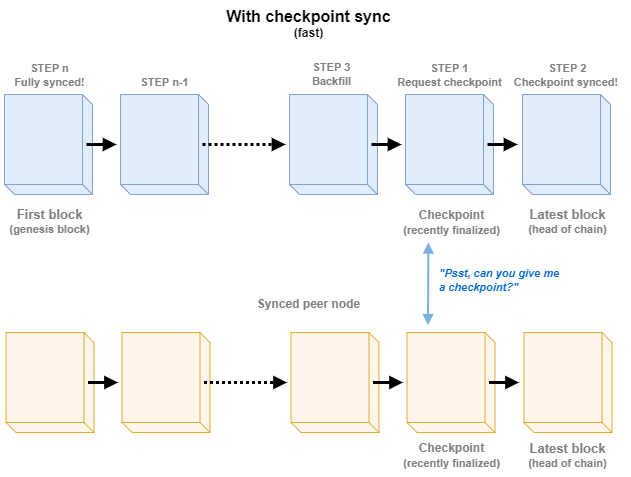 With checkpoint sync
(fast)
STEP n
Fully synced!
STEP n-1
STEP 3
Backfill
STEP 1
Request checkpoint
STEP 2
Checkpoint synced!
First block
(genesis block)
Checkpoint
(recently finalized)
Latest block
(head of chain)
"Psst, can you give me
a checkpoint?"
Synced peer node
Checkpoint
(recently finalized)
Latest block
(head of chain)